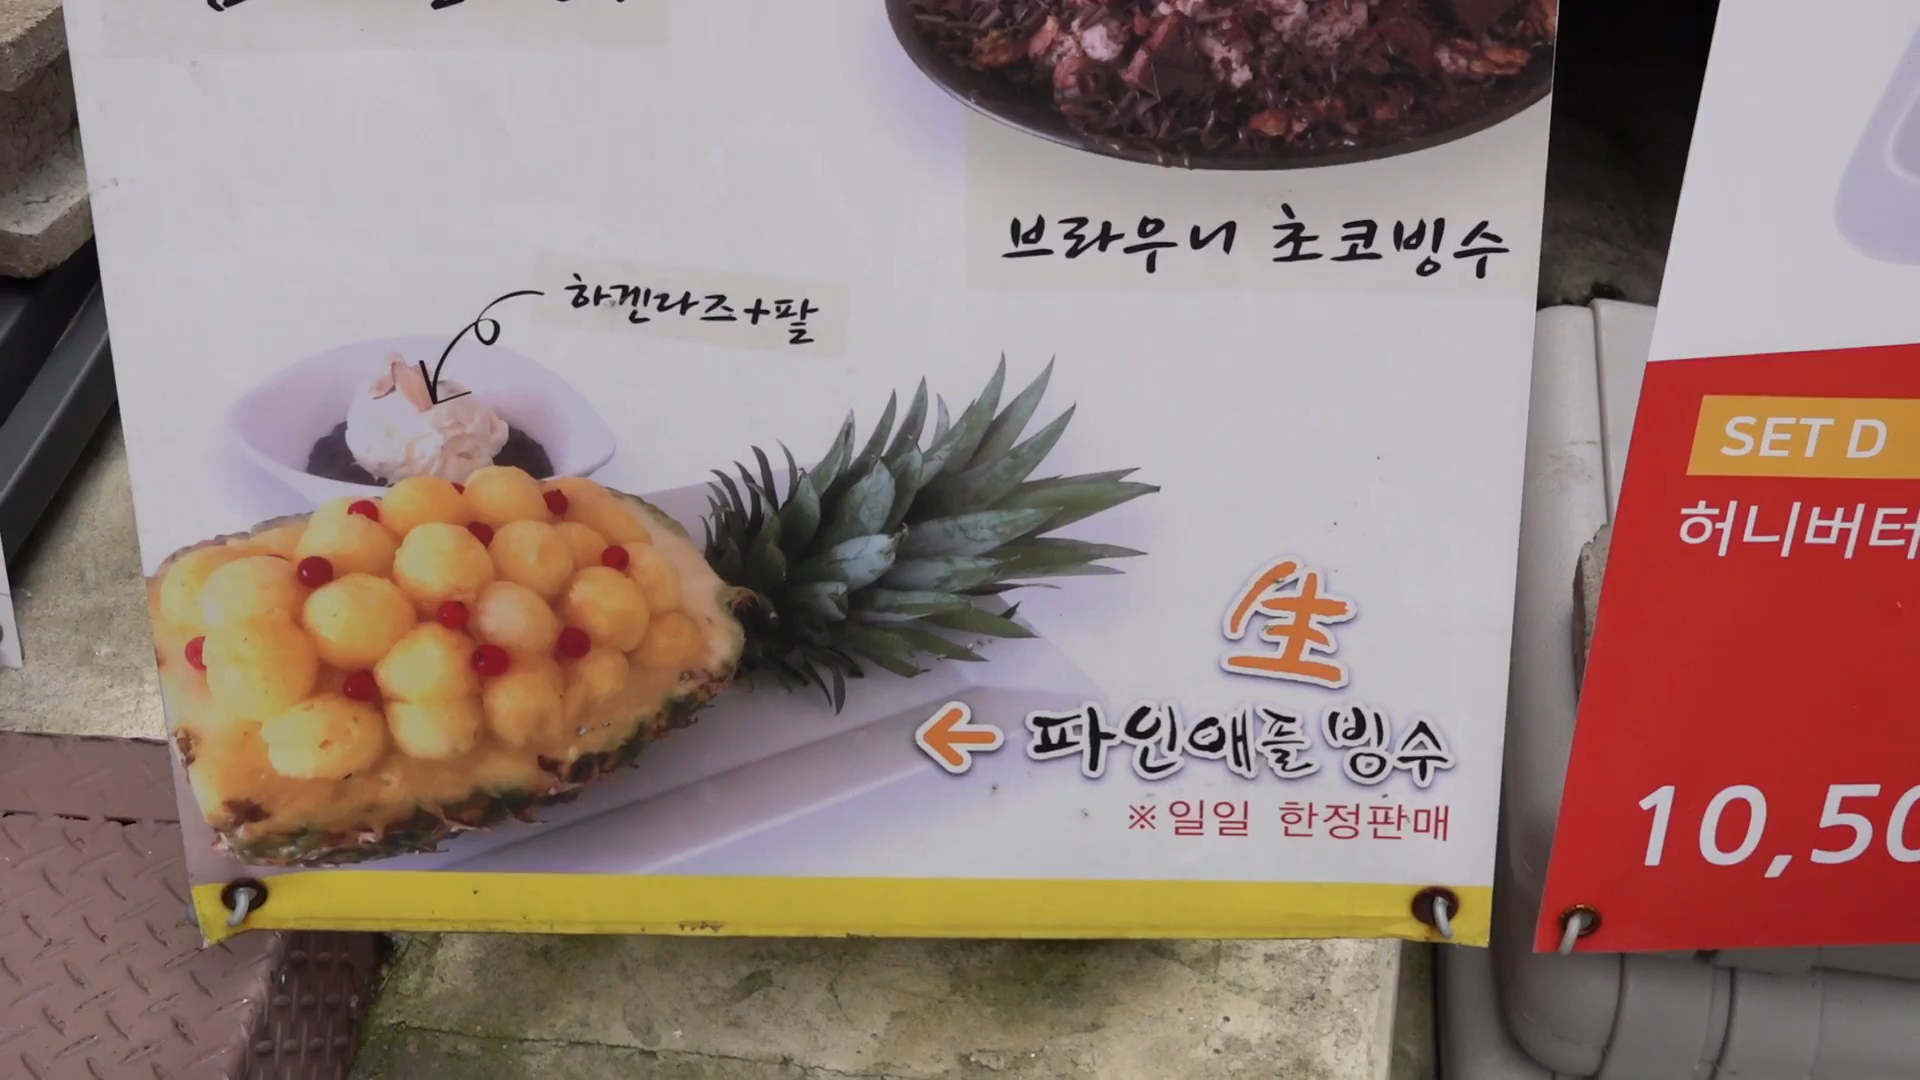 브라우니 초코빙수
하겐다즈+팥
生
← 파인애플 빙수
※일일 한정판매
SET D
허니버터
10,50